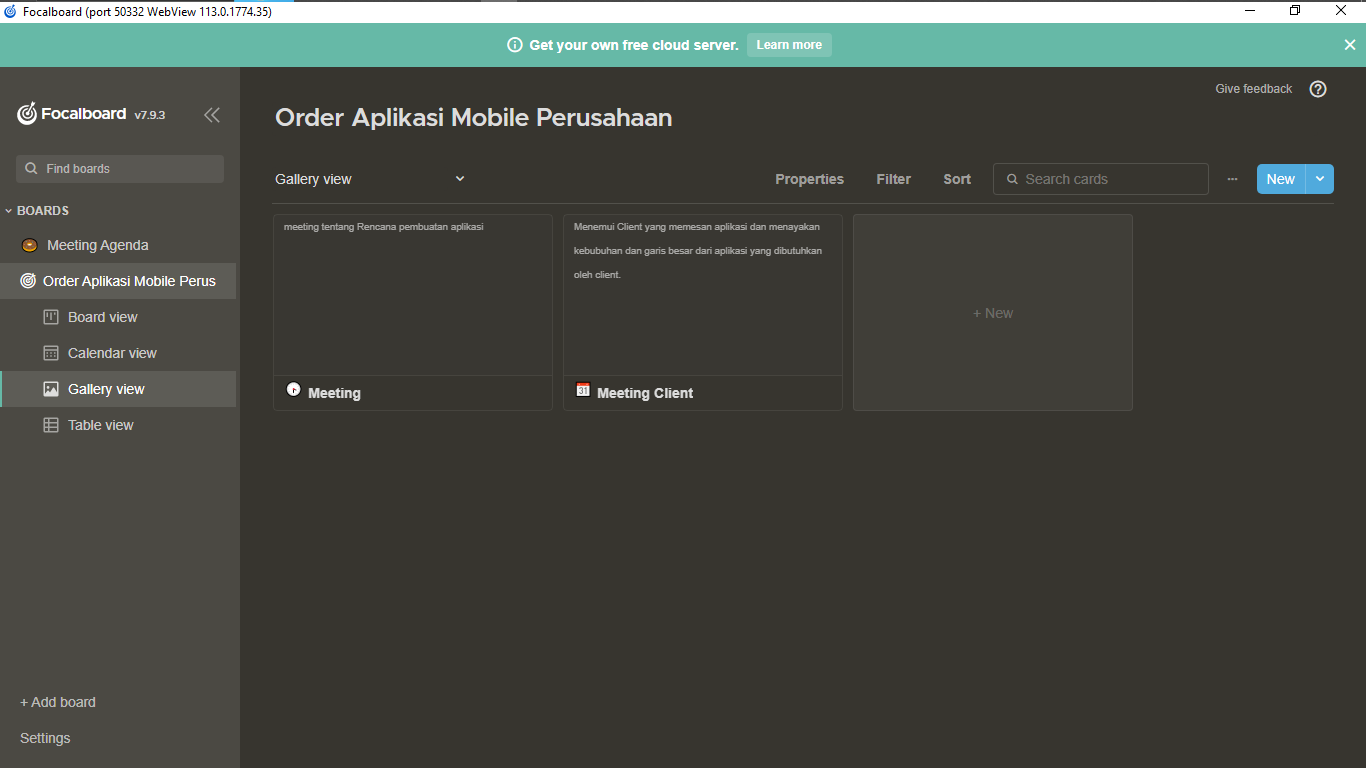 Focalboard (port 50332 WebView 113.0.1774.35)
Get your own free cloud server. Learn more
Focalboard v7.9.3
Find boards
BOARDS
Meeting Agenda
Order Aplikasi Mobile Perus
Board view
Calendar view
Gallery view
Table view
+ Add board
Settings
Give feedback
Order Aplikasi Mobile Perusahaan
Gallery view Properties Filter Sort Search cards ... New
meeting tentang Rencana pembuatan aplikasi
Meeting
Menemui Client yang memesan aplikasi dan menayakan
kebubuhan dan garis besar dari aplikasi yang dibutuhkan
oleh client.
31
Meeting Client
+ New